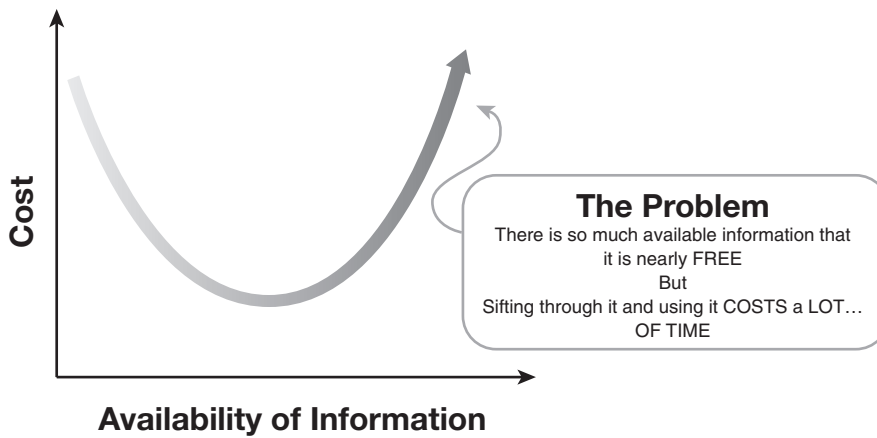 Cost
The Problem
There is so much available information that
it is nearly FREE
But
Sifting through it and using it COSTS a LOT…
OF TIME
Availability of Information